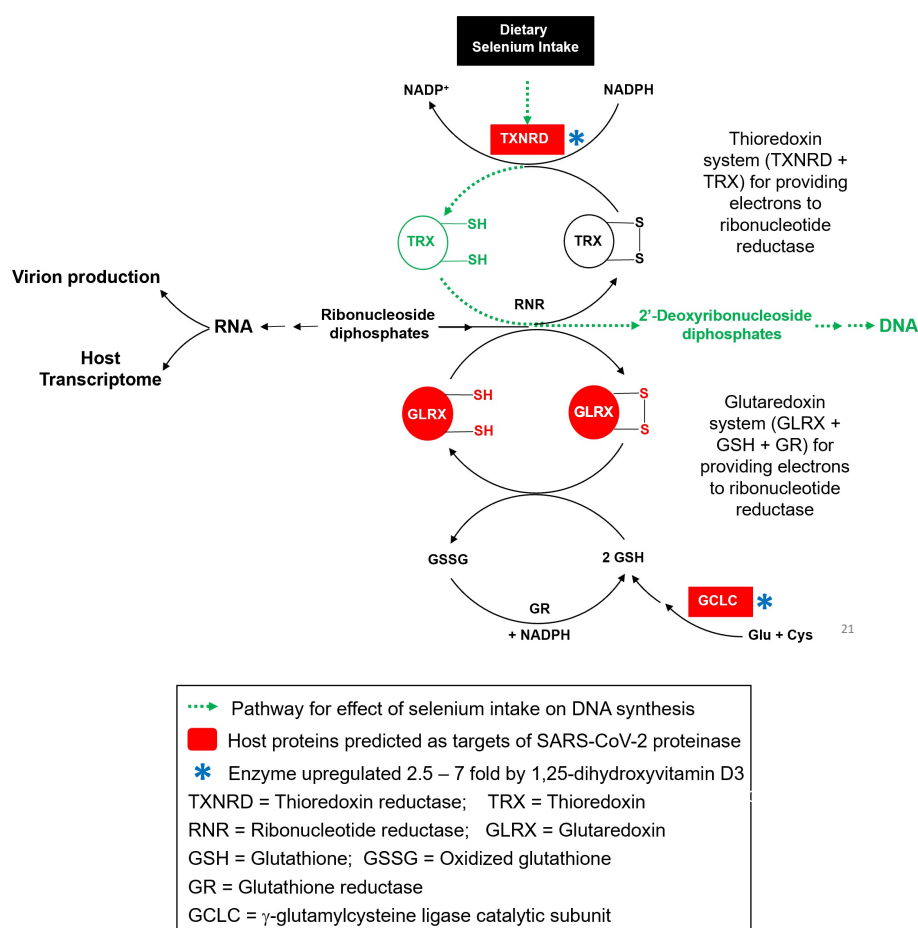 Dietary
Selenium Intake
NADP+
NADPH
TXNRD *
Thioredoxin
system (TXNRD +
TRX) for providing
electrons to
ribonucleotide
reductase
TRX
SH
SH
TRX
S
S
Virion production
RNA
Host
Transcriptome
Ribonucleoside
diphosphates
RNR
2’-Deoxyribonucleoside
diphosphates
DNA
GLRX
SH
SH
GLRX
S
S
Glutaredoxin
system (GLRX +
GSH + GR) for
providing electrons
to ribonucleotide
reductase
GSSG
2 GSH
GR
+ NADPH
GCLC *
Glu + Cys
21
Pathway for effect of selenium intake on DNA synthesis
Host proteins predicted as targets of SARS-CoV-2 proteinase
* Enzyme upregulated 2.5 – 7 fold by 1,25-dihydroxyvitamin D3
TXNRD = Thioredoxin reductase; TRX = Thioredoxin
RNR = Ribonucleotide reductase; GLRX = Glutaredoxin
GSH = Glutathione; GSSG = Oxidized glutathione
GR = Glutathione reductase
GCLC = γ-glutamylcysteine ligase catalytic subunit